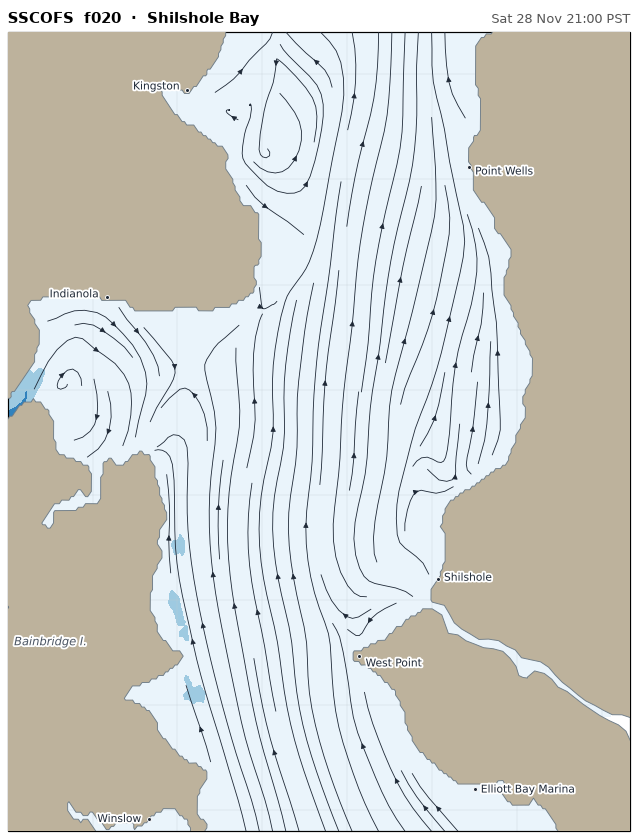 SSCOFS f020 · Shilshole Bay
Sat 28 Nov 21:00 PST
Kingston
Point Wells
Indianola
Shilshole
Bainbridge I.
West Point
Elliott Bay Marina
Winslow